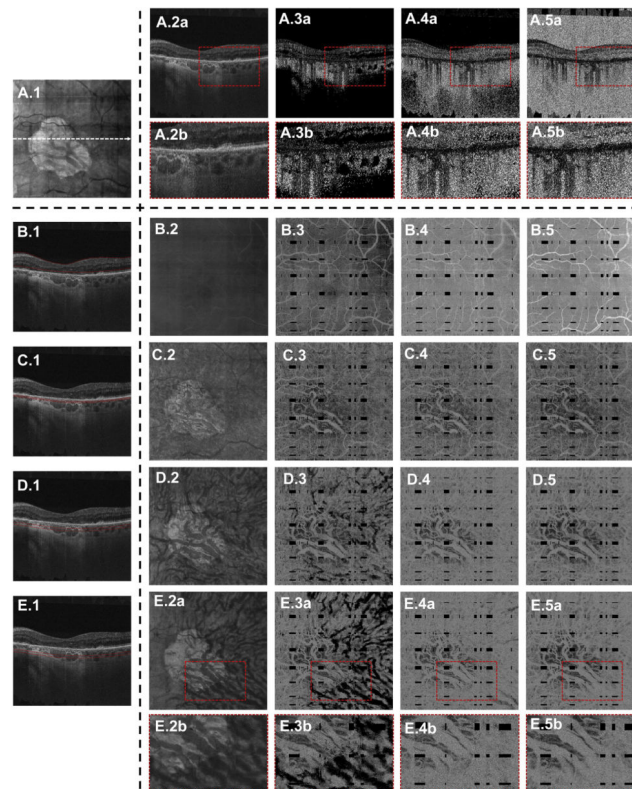 A.2a A.3a A.4a A.5a
A.1
A.2b A.3b A.4b A.5b
B.1 B.2 B.3 B.4 B.5
C.1 C.2 C.3 C.4 C.5
D.1 D.2 D.3 D.4 D.5
E.1 E.2a E.3a E.4a E.5a
E.2b E.3b E.4b E.5b